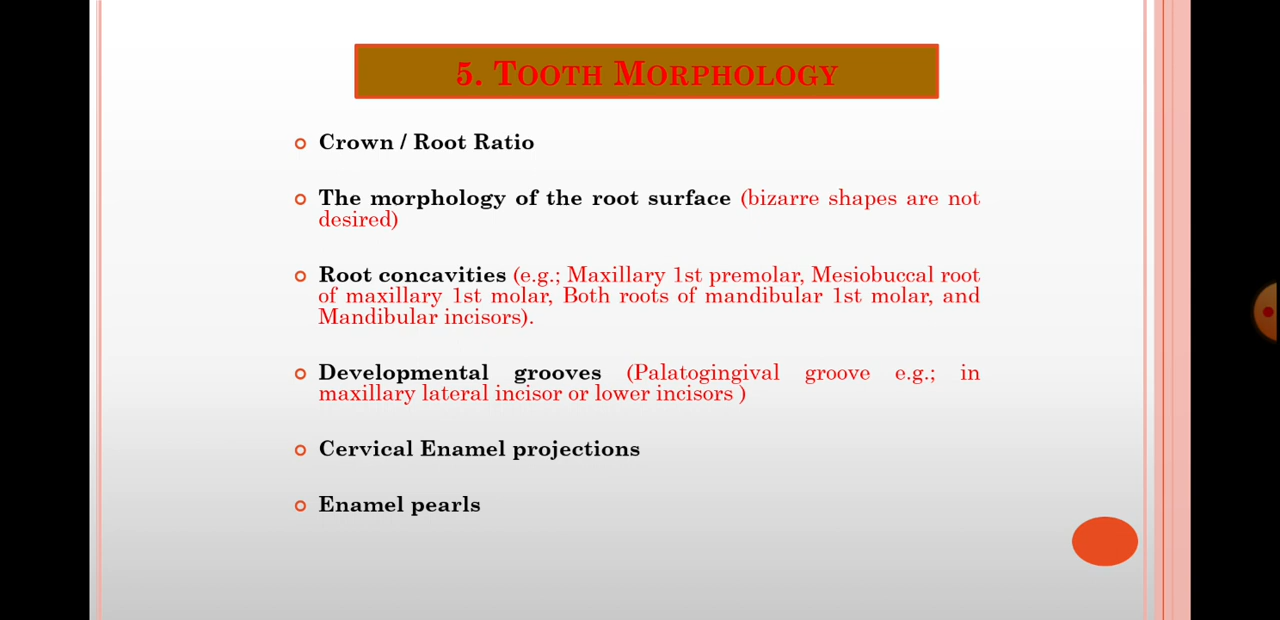 5. Tooth Morphology
Crown / Root Ratio
The morphology of the root surface (bizarre shapes are not
desired)
Root concavities (e.g.; Maxillary 1st premolar, Mesiobuccal root
of maxillary 1st molar, Both roots of mandibular 1st molar, and
Mandibular incisors).
Developmental grooves (Palatogingival groove e.g.; in
maxillary lateral incisor or lower incisors )
Cervical Enamel projections
Enamel pearls